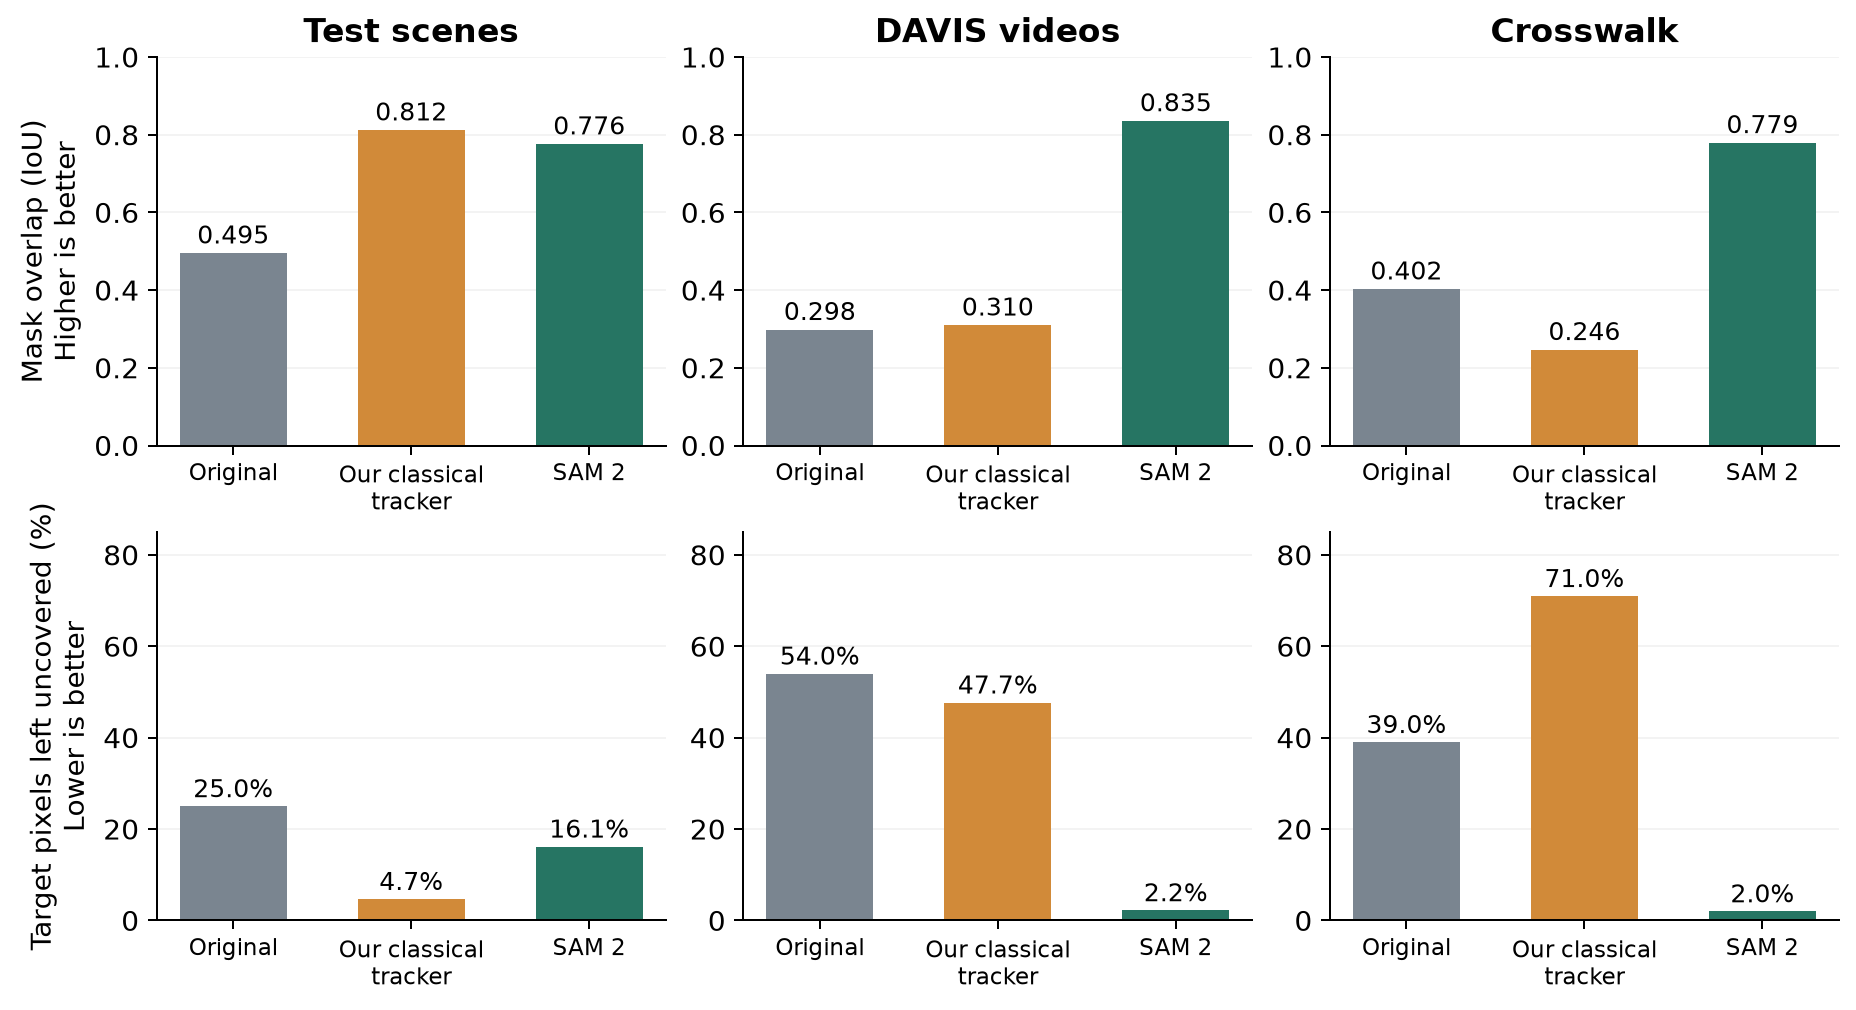 Test scenes
DAVIS videos
Crosswalk
Mask overlap (IoU)
Higher is better
1.0
0.8
0.6
0.4
0.2
0.0
0.495
0.812
0.776
Original
Our classical
tracker
SAM 2
1.0
0.8
0.6
0.4
0.2
0.0
0.298
0.310
0.835
Original
Our classical
tracker
SAM 2
1.0
0.8
0.6
0.4
0.2
0.0
0.402
0.246
0.779
Original
Our classical
tracker
SAM 2
Target pixels left uncovered (%)
Lower is better
80
60
40
20
0
25.0%
4.7%
16.1%
Original
Our classical
tracker
SAM 2
80
60
40
20
0
54.0%
47.7%
2.2%
Original
Our classical
tracker
SAM 2
80
60
40
20
0
39.0%
71.0%
2.0%
Original
Our classical
tracker
SAM 2